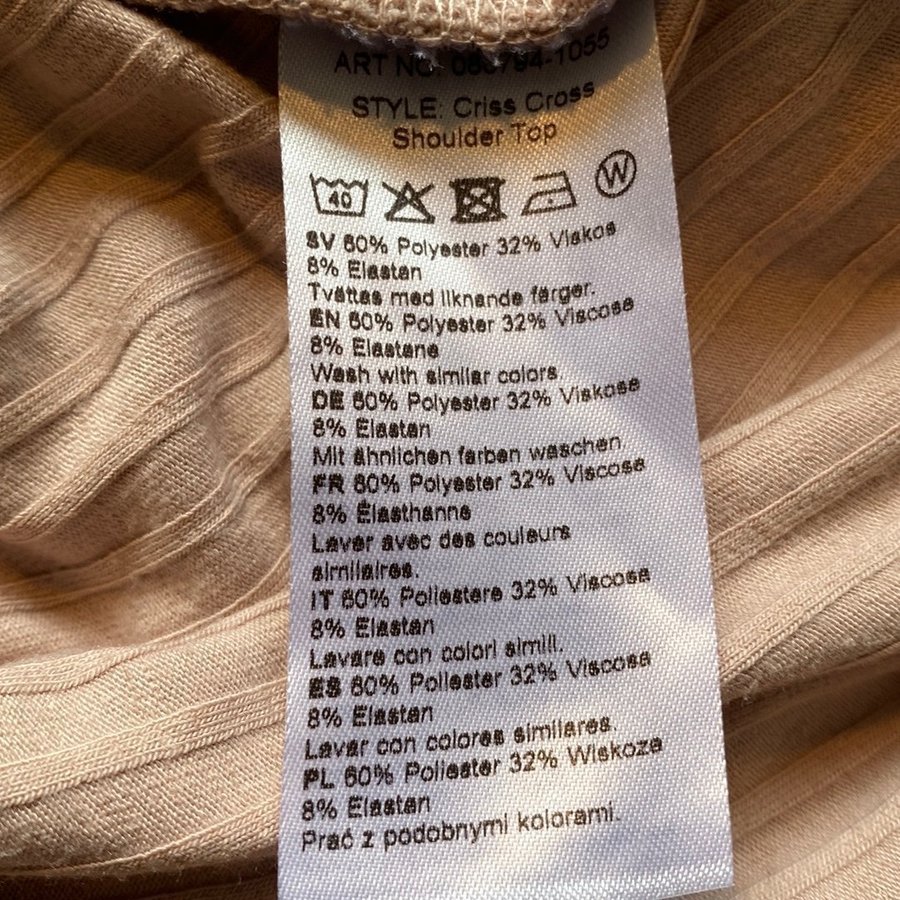 ART NO: 083794-1055
STYLE: Criss Cross
Shoulder Top
40 W
SV 60% Polyester 32% Viskos
8% Elastan
Tvättas med liknande färger.
EN 60% Polyester 32% Viscose
8% Elastane
Wash with similar colors.
DE 60% Polyester 32% Viskose
8% Elastan
Mit ähnlichen farben waschen
FR 60% Polyester 32% Viscose
8% Élasthanne
Laver avec des couleurs
similaires.
IT 60% Poliestere 32% Viscosa
8% Elastan
Lavare con colori simili.
ES 60% Poliester 32% Viscosa
8% Elastan
Lavar con colores similares.
PL 60% Poliester 32% Wiskoza
8% Elastan
Prać z podobnymi kolorami.